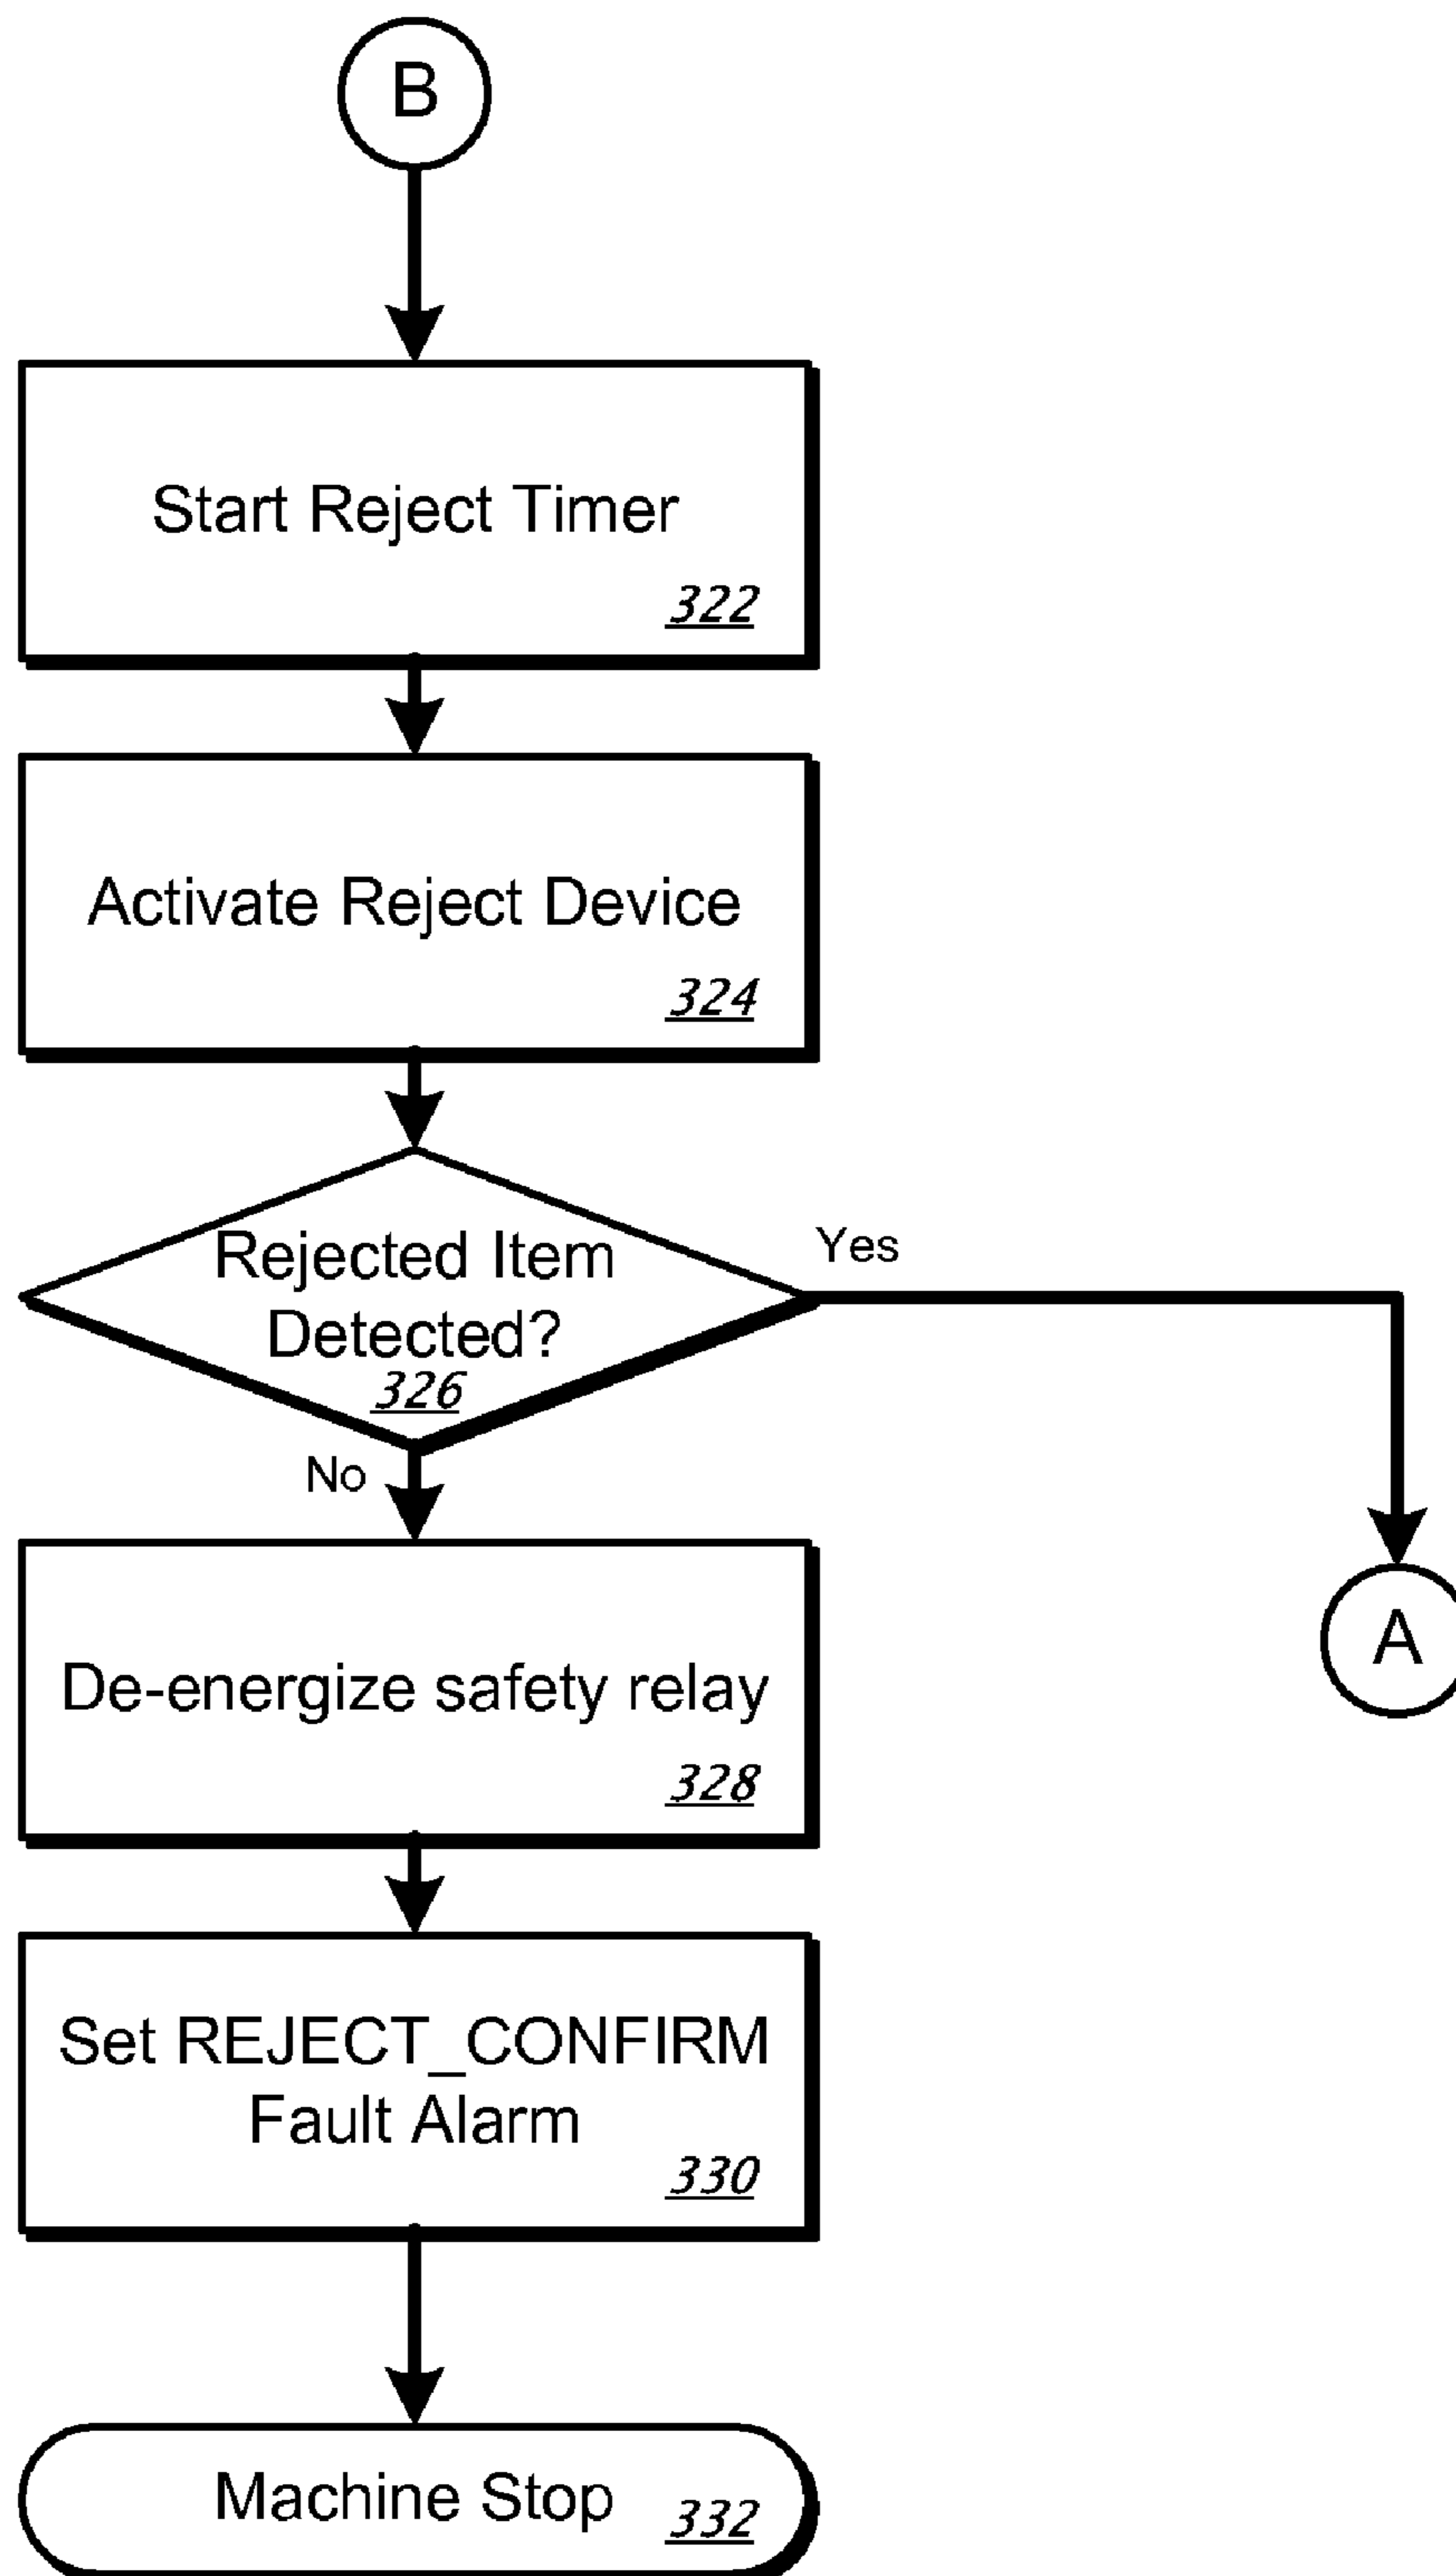 B
Start Reject Timer
322
Activate Reject Device
324
Rejected Item
Detected?
326
Yes
No
De-energize safety relay
328
A
Set REJECT_CONFIRM
Fault Alarm
330
Machine Stop 332